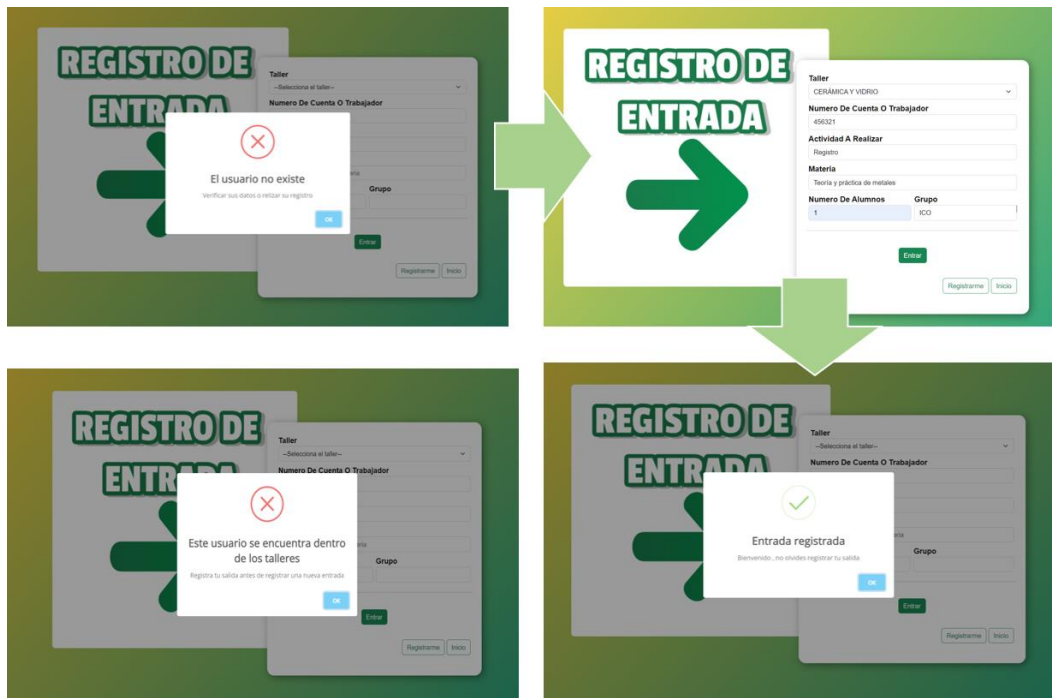 REGISTRO DE
ENTRADA
Taller
--Selecciona el taller--
Numero De Cuenta O Trabajador
Grupo
El usuario no existe
Verificar sus datos o relizar su registro
OK
Entrar
Registrarme
Inicio
REGISTRO DE
ENTRADA
Taller
CERÁMICA Y VIDRIO
Numero De Cuenta O Trabajador
456321
Actividad A Realizar
Registro
Materia
Teoría y práctica de metales
Numero De Alumnos
Grupo
1
ICO
Entrar
Registrarme
Inicio
REGISTRO DE
ENTRADA
Taller
--Selecciona el taller--
Numero De Cuenta O Trabajador
Grupo
Este usuario se encuentra dentro
de los talleres
Registra tu salida antes de registrar una nueva entrada
OK
Entrar
Registrarme
Inicio
REGISTRO DE
ENTRADA
Taller
--Selecciona el taller--
Numero De Cuenta O Trabajador
Grupo
Entrada registrada
Bienvenido , no olvides registrar tu salida
OK
Entrar
Registrarme
Inicio